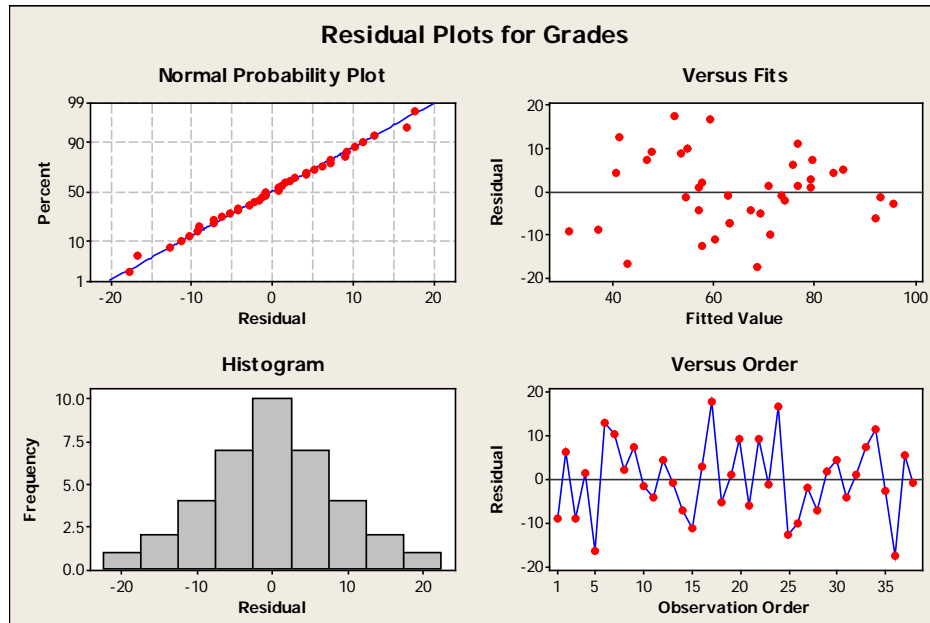 Residual Plots for Grades
Normal Probability Plot
99
90
50
10
1
Percent
-20 -10 0 10 20
Residual
Versus Fits
20
10
0
-10
-20
Residual
40 60 80 100
Fitted Value
Histogram
10.0
7.5
5.0
2.5
0.0
Frequency
-20 -10 0 10 20
Residual
Versus Order
20
10
0
-10
-20
Residual
1 5 10 15 20 25 30 35
Observation Order